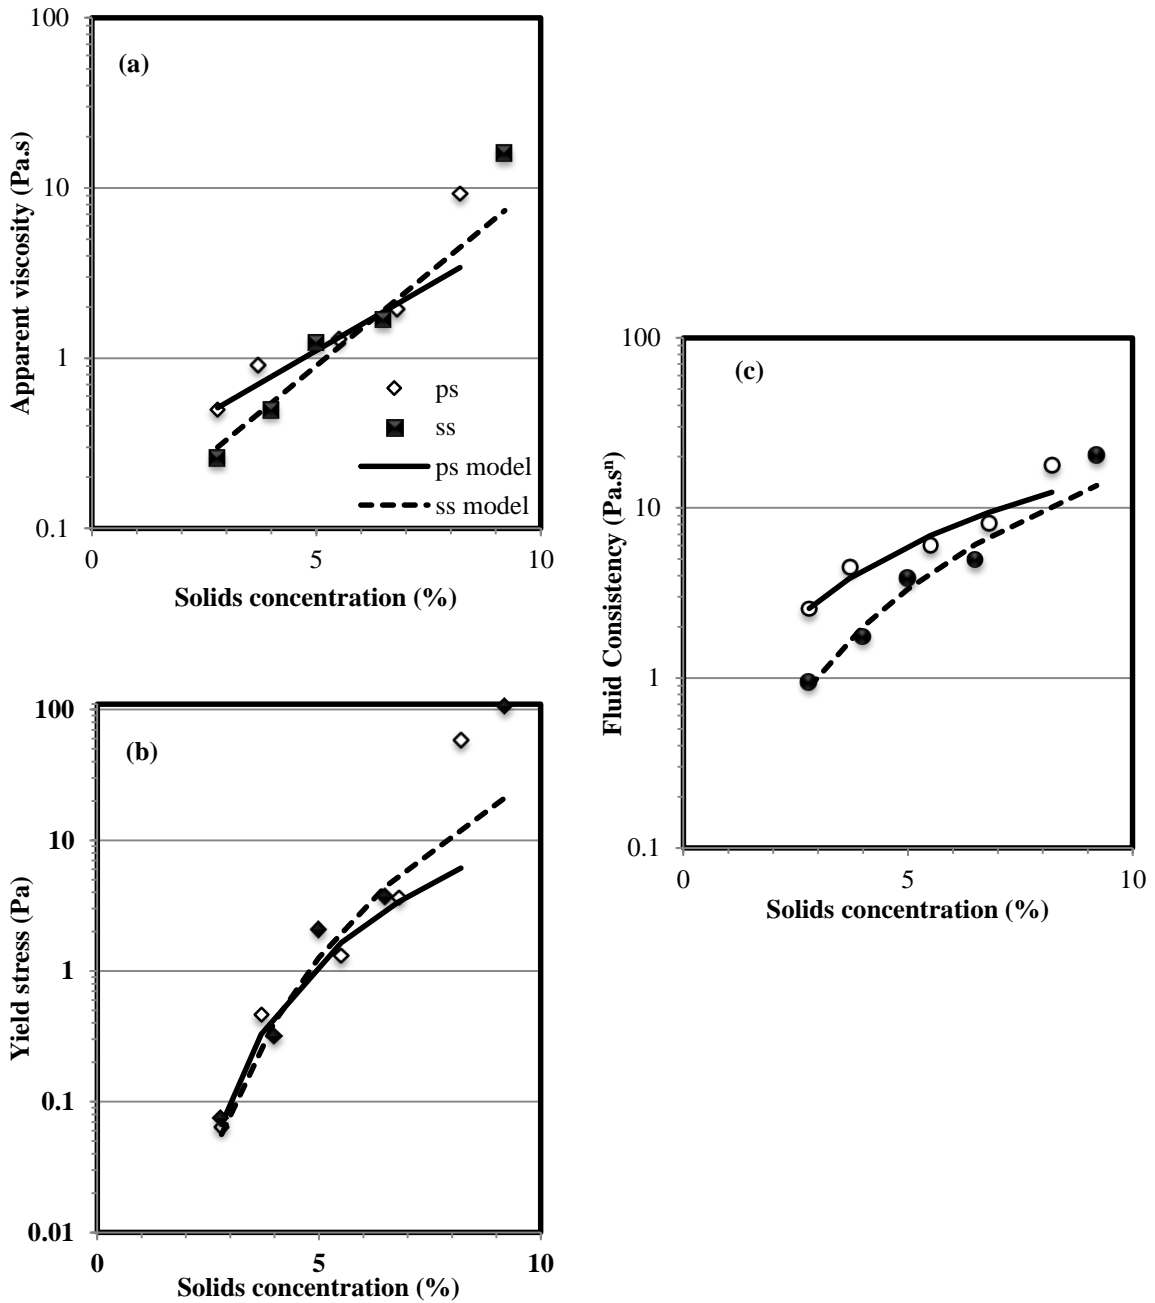 100
10
1
0.1
Apparent viscosity (Pa.s)
(a)
ps
ss
ps model
ss model
0
5
10
Solids concentration (%)
100
10
1
0.1
0.01
Yield stress (Pa)
(b)
0
5
10
Solids concentration (%)
100
10
1
0.1
Fluid Consistency (Pa.sⁿ)
(c)
0
5
10
Solids concentration (%)